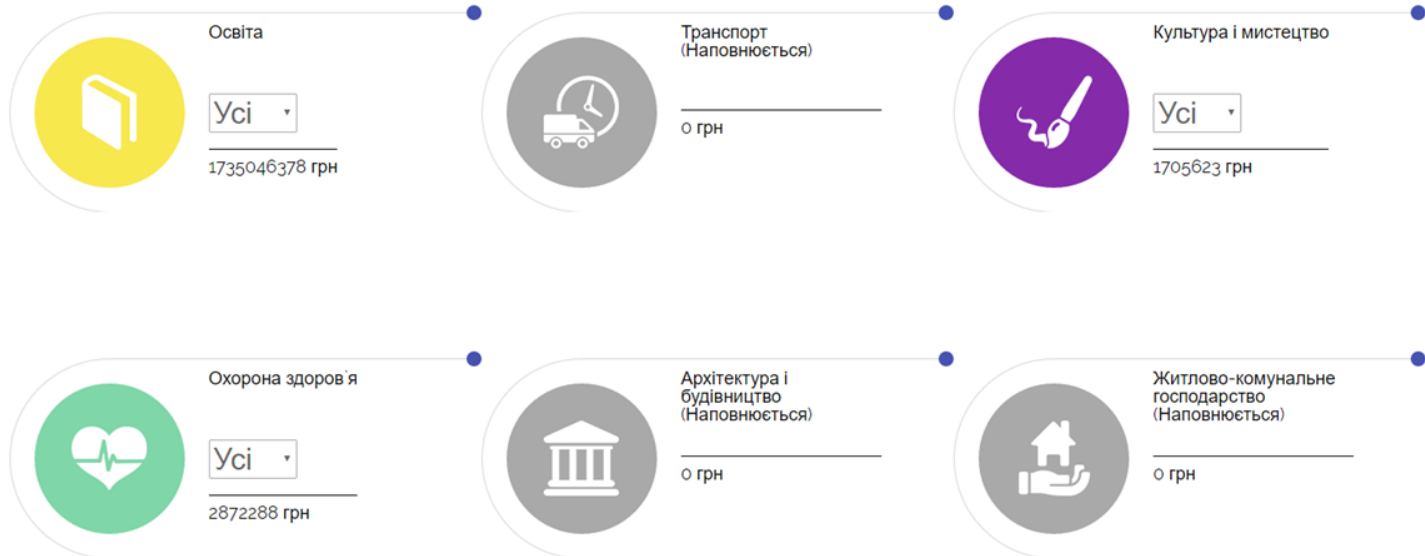 Освіта
Усі
1735046378 грн
Транспорт
(Наповнюється)
0 грн
Культура і мистецтво
Усі
1705623 грн
Охорона здоров`я
Усі
2872288 грн
Архітектура і
будівництво
(Наповнюється)
0 грн
Житлово-комунальне
господарство
(Наповнюється)
0 грн